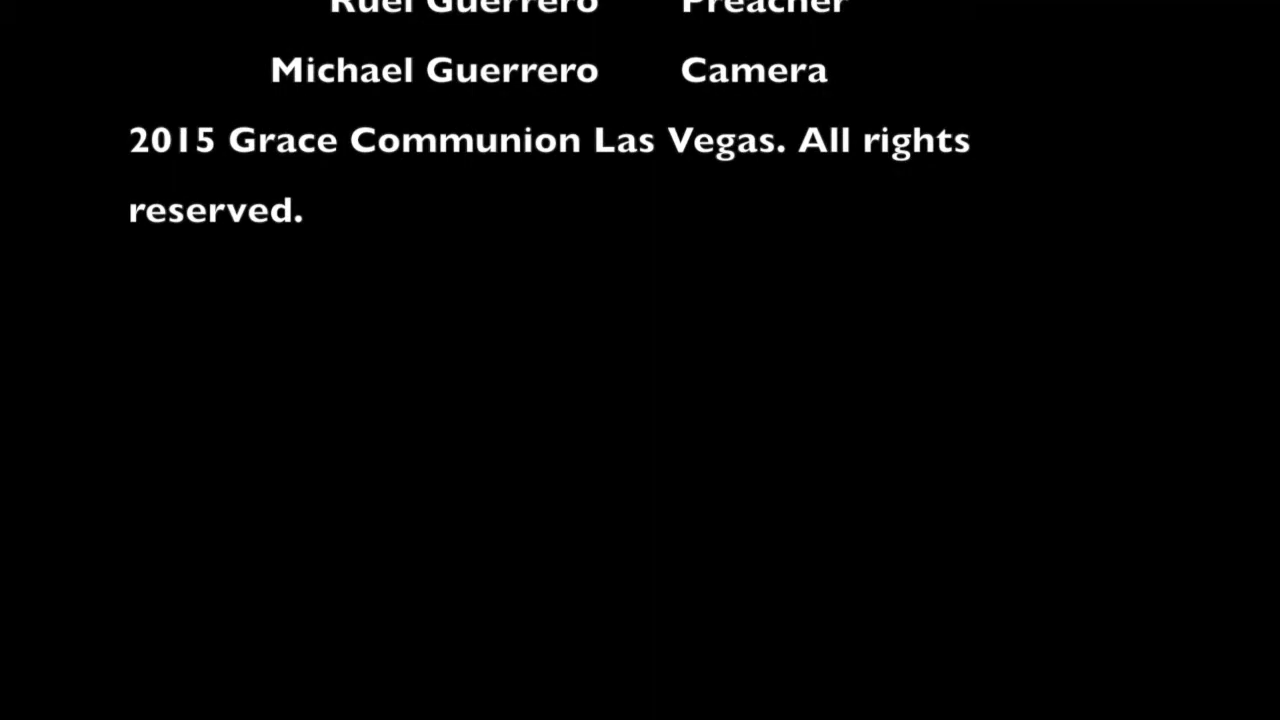 Ruel Guerrero Preacher
Michael Guerrero Camera
2015 Grace Communion Las Vegas. All rights
reserved.